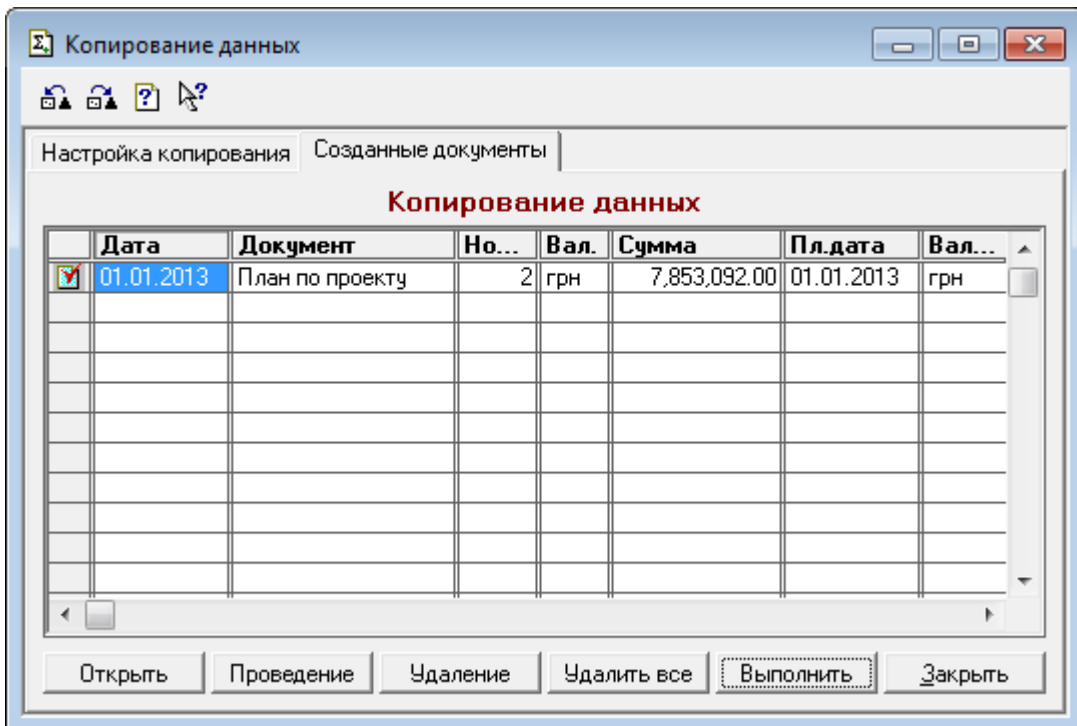 Копирование данных
Настройка копирования Созданные документы
Копирование данных
Дата Документ Но... Вал. Сумма Пл.дата Вал...
01.01.2013 План по проекту 2 грн 7,853,092.00 01.01.2013 грн
Открыть Проведение Удаление Удалить все Выполнить Закрыть